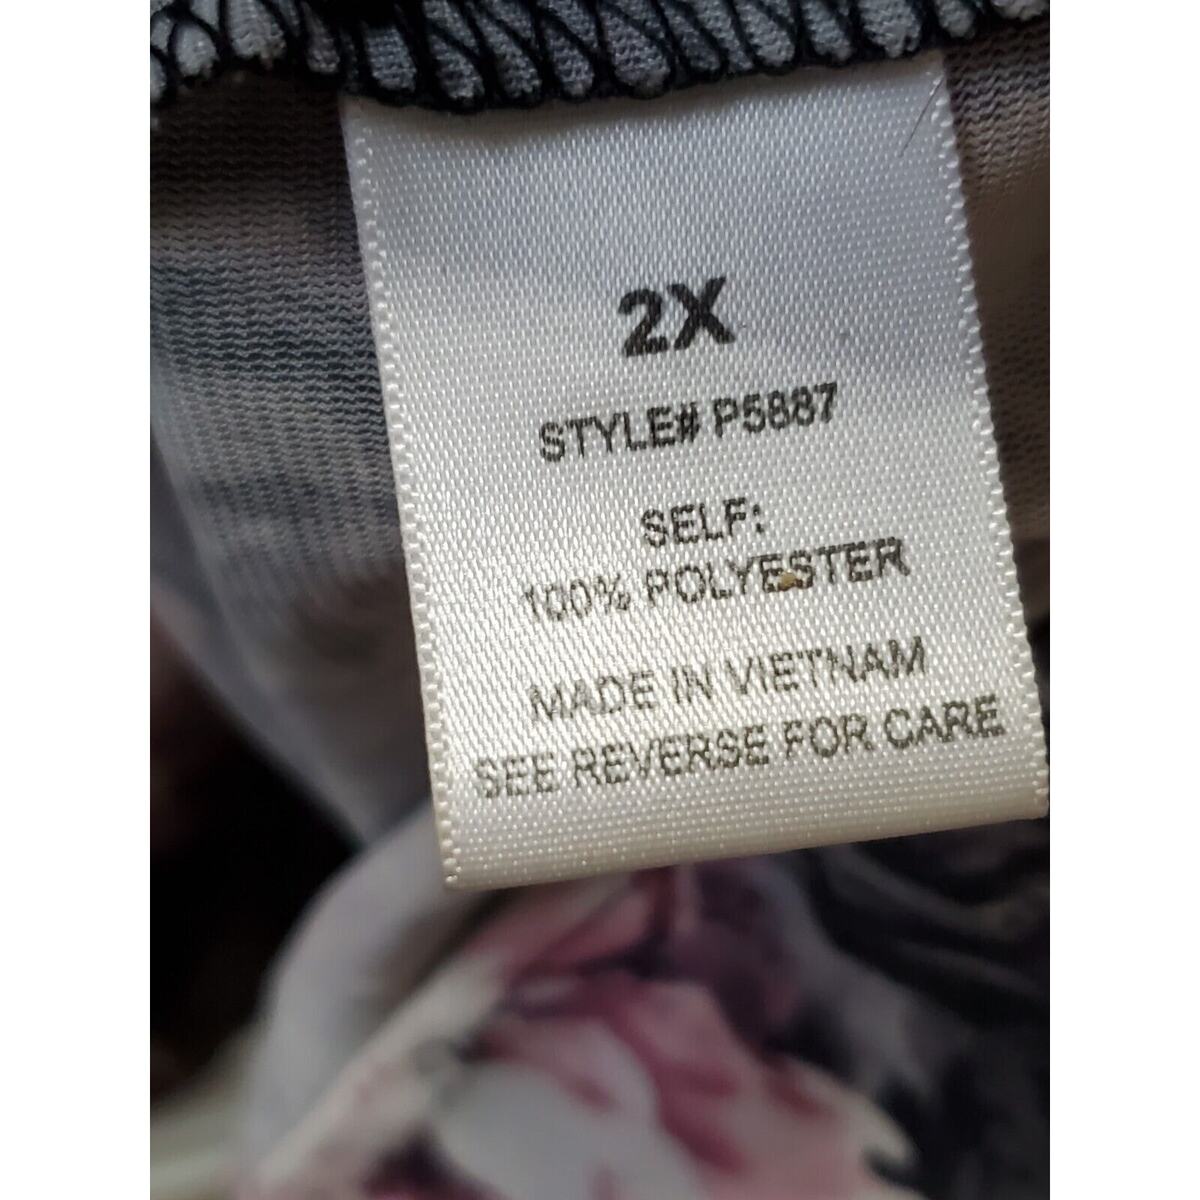 2X
STYLE# P5887
SELF:
100% POLYESTER
MADE IN VIETNAM
SEE REVERSE FOR CARE